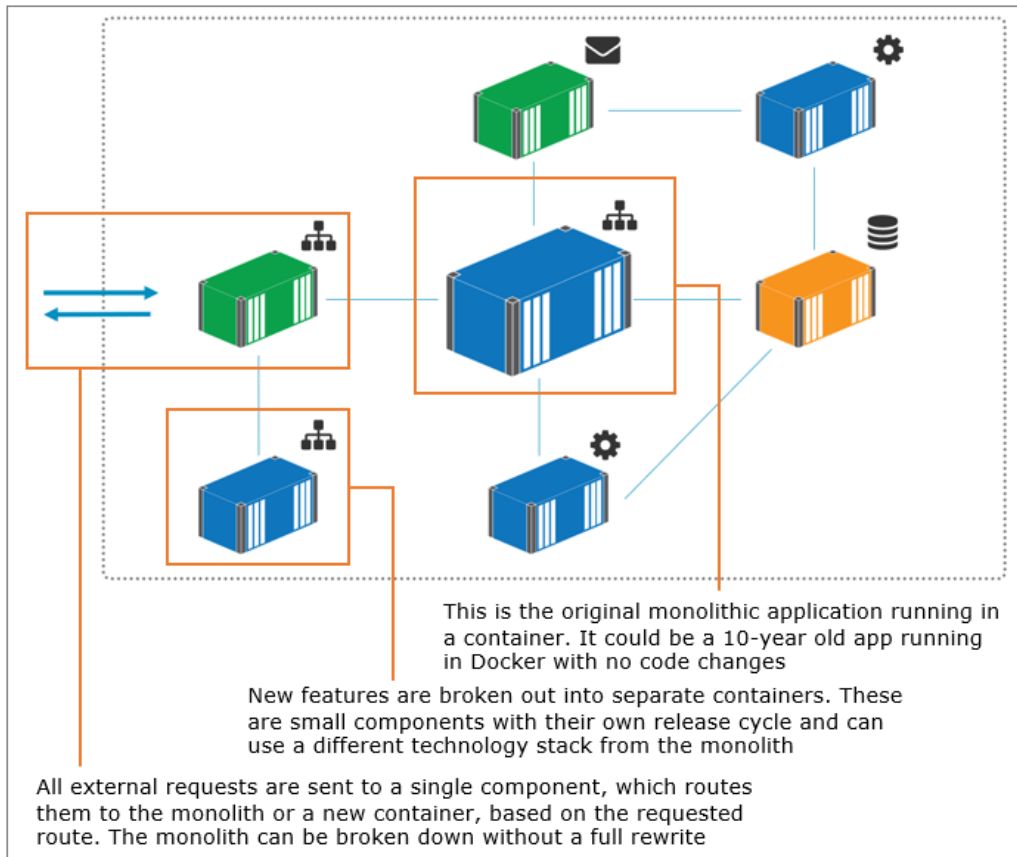 This is the original monolithic application running in
a container. It could be a 10-year old app running
in Docker with no code changes
New features are broken out into separate containers. These
are small components with their own release cycle and can
use a different technology stack from the monolith
All external requests are sent to a single component, which routes
them to the monolith or a new container, based on the requested
route. The monolith can be broken down without a full rewrite